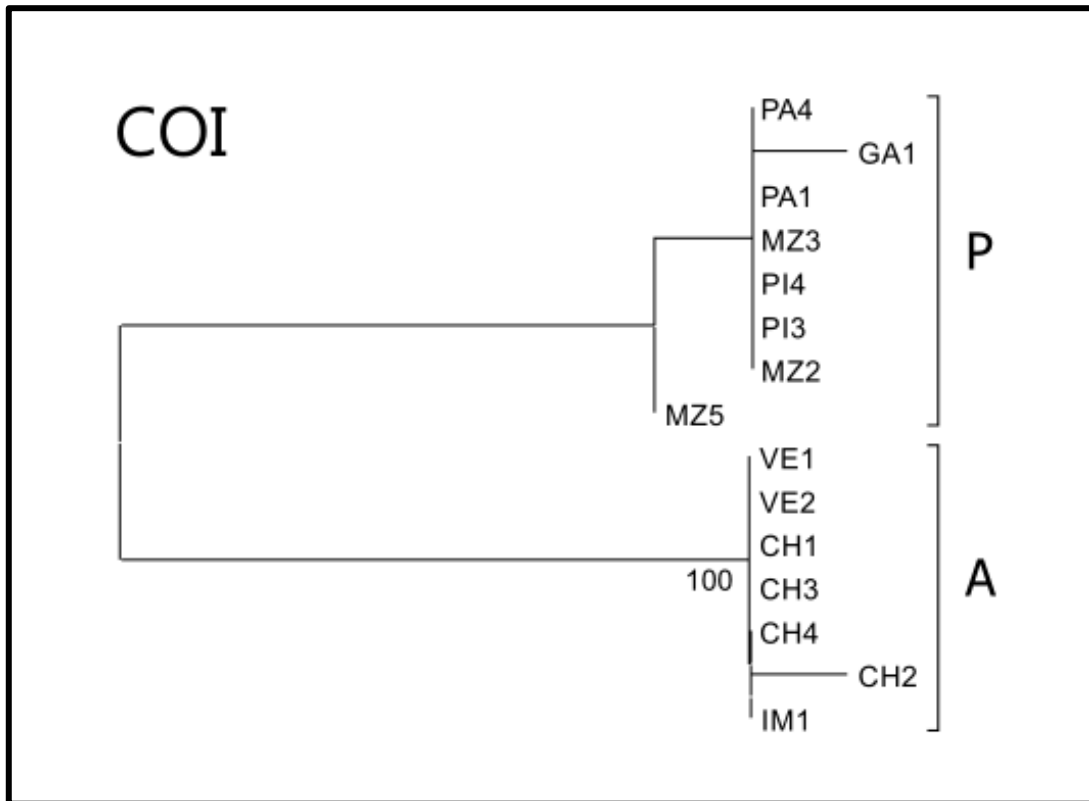 COI
PA4
GA1
PA1
MZ3
P
PI4
PI3
MZ2
MZ5
VE1
VE2
CH1
100
CH3
A
CH4
CH2
IM1